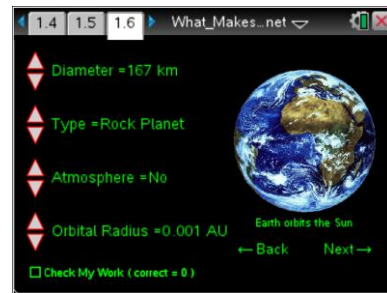 1.4 1.5 1.6 What_Makes...net
Diameter =167 km
Type =Rock Planet
Atmosphere =No
Orbital Radius =0.001 AU
Earth orbits the Sun
←Back Next→
Check My Work ( correct = 0 )